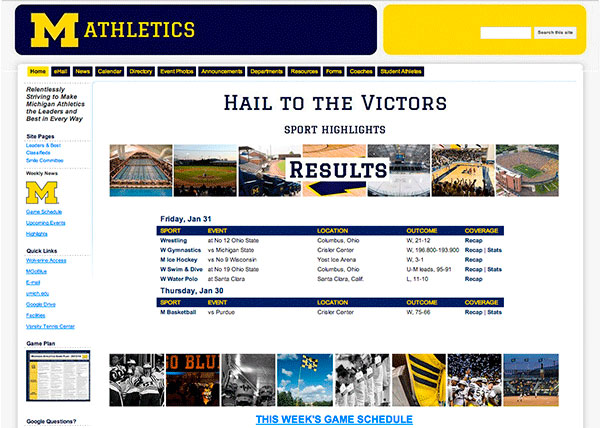 M ATHLETICS
Search this site
Home eHail News Calendar Directory Event Photos Announcements Departments Resources Forms Coaches Student Athletes
Relentlessly
Striving to Make
Michigan Athletics
the Leaders and
Best in Every Way
Site Pages
Leaders & Best
Classifieds
Smile Committee
Weekly News
M
Game Schedule
Upcoming Events
Highlights
Quick Links
Wolverine Access
MGoBlue
E-mail
umich.edu
Google Drive
Facilities
Varsity Tennis Center
Game Plan
Google Questions?
HAIL TO THE VICTORS
SPORT HIGHLIGHTS
RESULTS
Friday, Jan 31
SPORT EVENT LOCATION OUTCOME COVERAGE
Wrestling at No 12 Ohio State Columbus, Ohio W, 21-12 Recap
W Gymnastics vs Michigan State Crisler Center W, 196.800-193.900 Recap | Stats
M Ice Hockey vs No 9 Wisconsin Yost Ice Arena W, 3-1 Recap
W Swim & Dive at No 19 Ohio State Columbus, Ohio U-M leads, 95-91 Recap | Stats
W Water Polo at Santa Clara Santa Clara, Calif. L, 11-10 Recap
Thursday, Jan 30
SPORT EVENT LOCATION OUTCOME COVERAGE
M Basketball vs Purdue Crisler Center W, 75-66 Recap | Stats
GO BLU
THIS WEEK'S GAME SCHEDULE